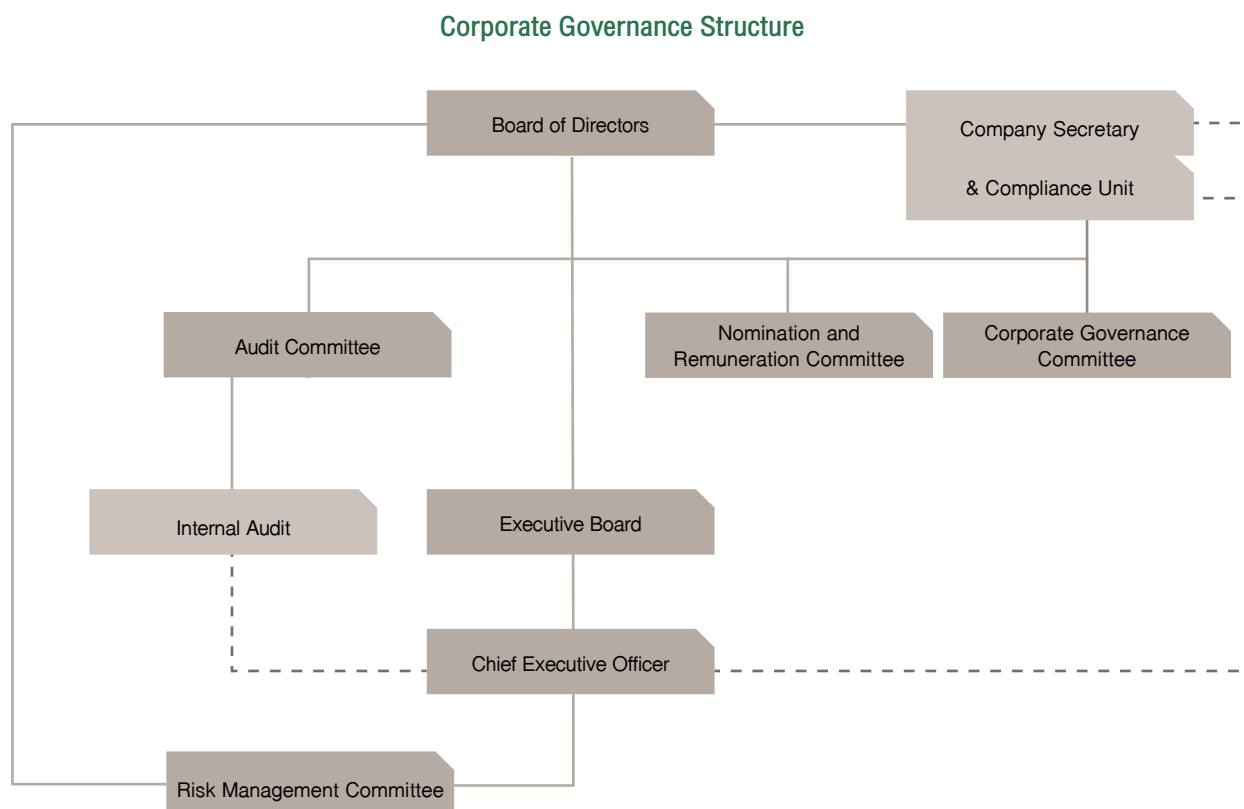 Corporate Governance Structure
Board of Directors
Company Secretary
& Compliance Unit
Audit Committee
Nomination and
Remuneration Committee
Corporate Governance
Committee
Internal Audit
Executive Board
Chief Executive Officer
Risk Management Committee